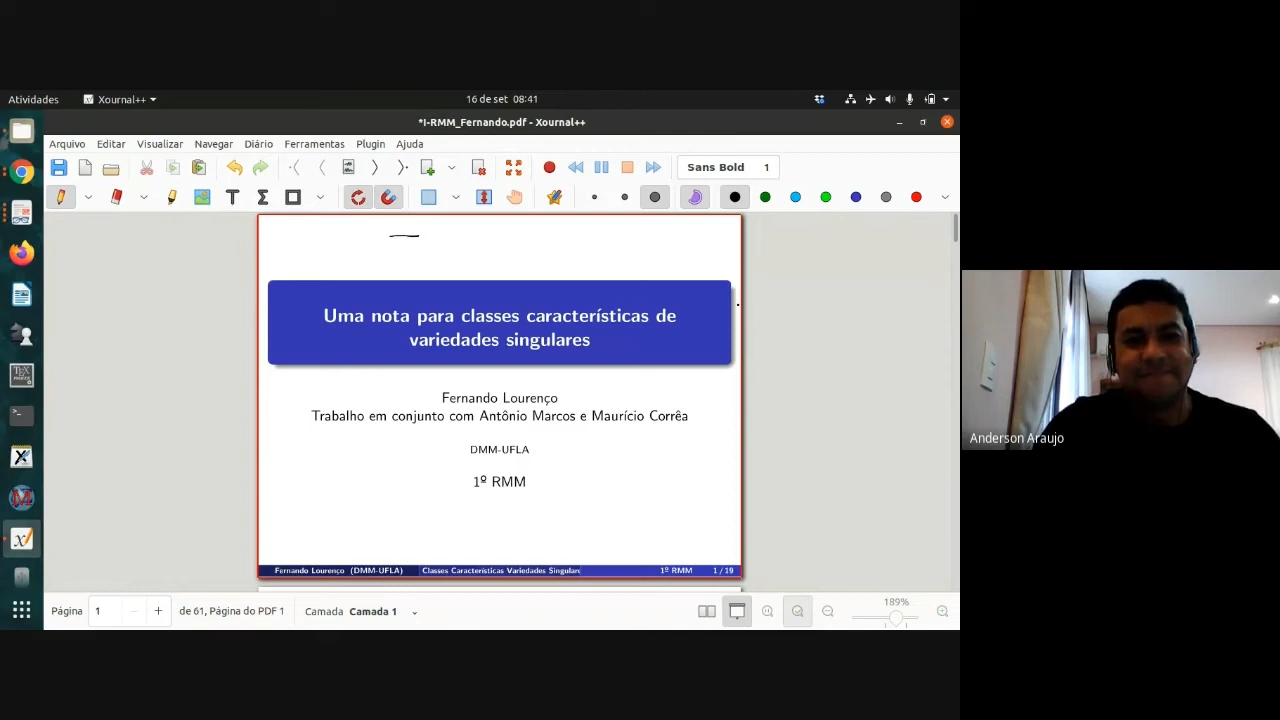 Atividades
Xournal++
16 de set 08:41
*I-RMM_Fernando.pdf - Xournal++
Arquivo Editar Visualizar Navegar Diário Ferramentas Plugin Ajuda
Sans Bold 1
Uma nota para classes características de
variedades singulares
Fernando Lourenço
Trabalho em conjunto com Antônio Marcos e Maurício Corrêa
DMM-UFLA
1º RMM
Fernando Lourenço (DMM-UFLA) Classes Características Variedades Singulan 1º RMM 1 / 19
Página 1 de 61, Página do PDF 1 Camada Camada 1 189%
Anderson Araujo